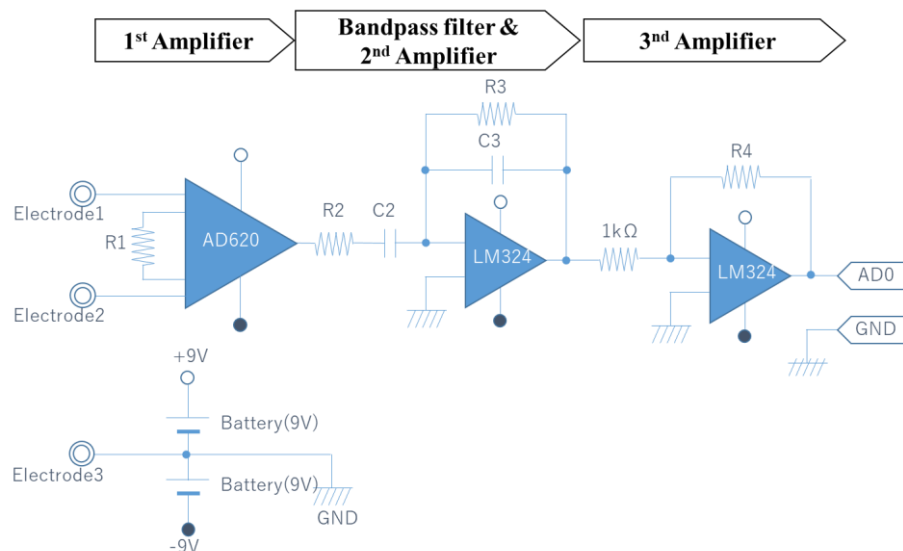 1st Amplifier
Bandpass filter &
2nd Amplifier
3nd Amplifier
R3
C3
R4
Electrode1
R1
AD620
R2
C2
LM324
1kΩ
LM324
AD0
Electrode2
GND
+9V
Battery(9V)
Electrode3
Battery(9V)
GND
-9V